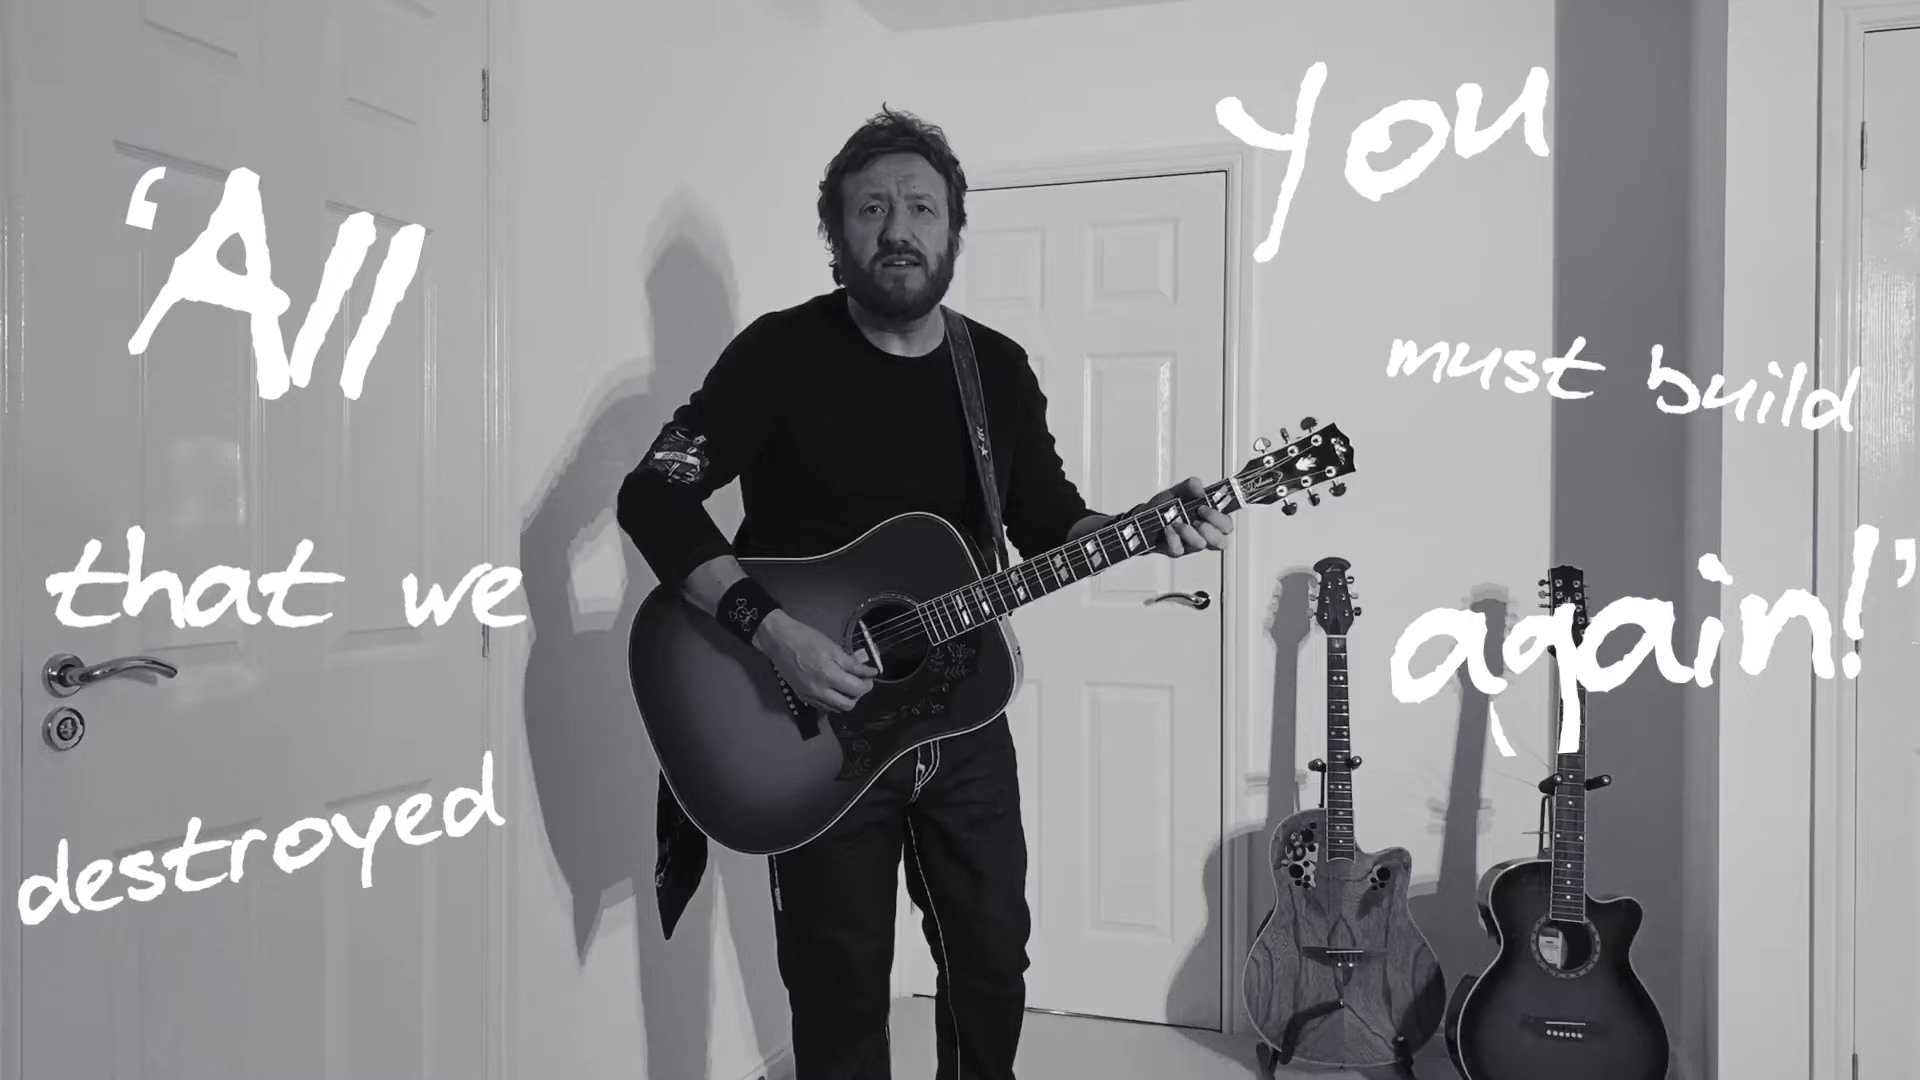 ‘All
that we
destroyed
you
must build
again!’